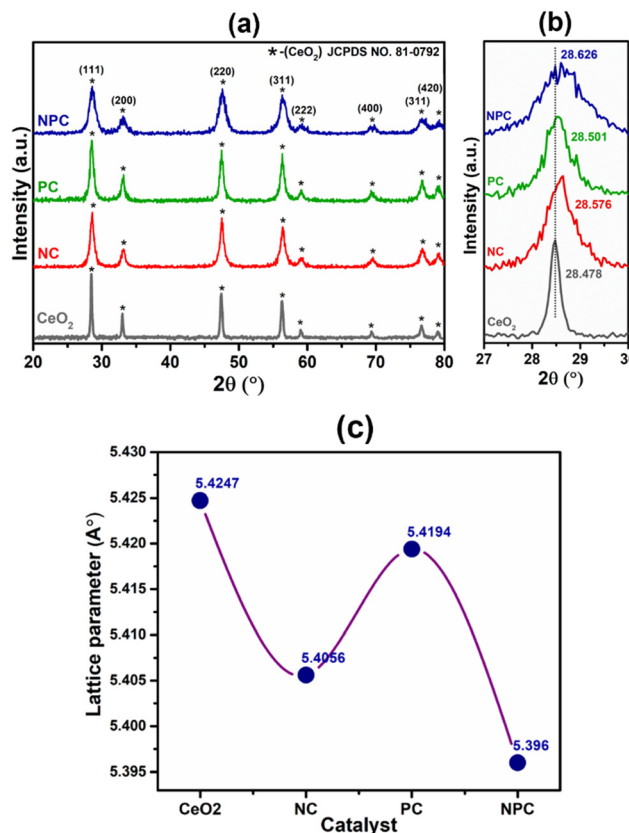 (a)
*-(CeO₂) JCPDS NO. 81-0792
(111)
(200)
(220)
(311)
(222)
(400)
(311)
(420)
NPC
PC
NC
CeO₂
Intensity (a.u.)
20 30 40 50 60 70 80
2θ (°)
(b)
28.626
NPC
28.501
PC
28.576
NC
28.478
CeO₂
Intensity (a.u.)
27 28 29 30
2θ (°)
(c)
5.430
5.425
5.420
5.415
5.410
5.405
5.400
5.395
Lattice parameter (A°)
5.4247
5.4056
5.4194
5.396
CeO2 NC PC NPC
Catalyst